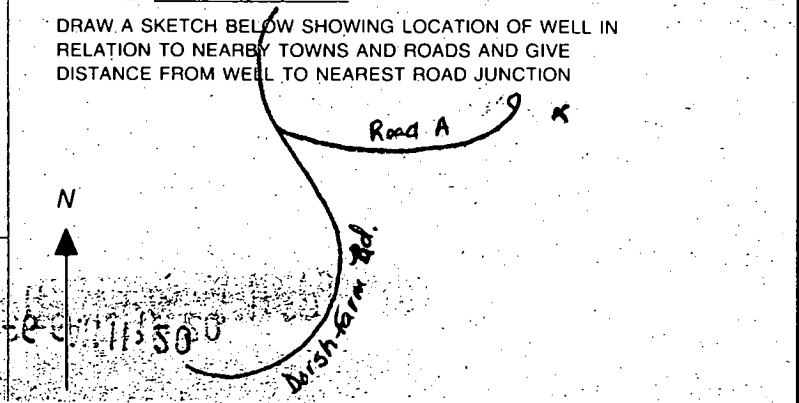 DRAW A SKETCH BELOW SHOWING LOCATION OF WELL IN
RELATION TO NEARBY TOWNS AND ROADS AND GIVE
DISTANCE FROM WELL TO NEAREST ROAD JUNCTION
Road A
x
N
Dorsh Farm Rd.